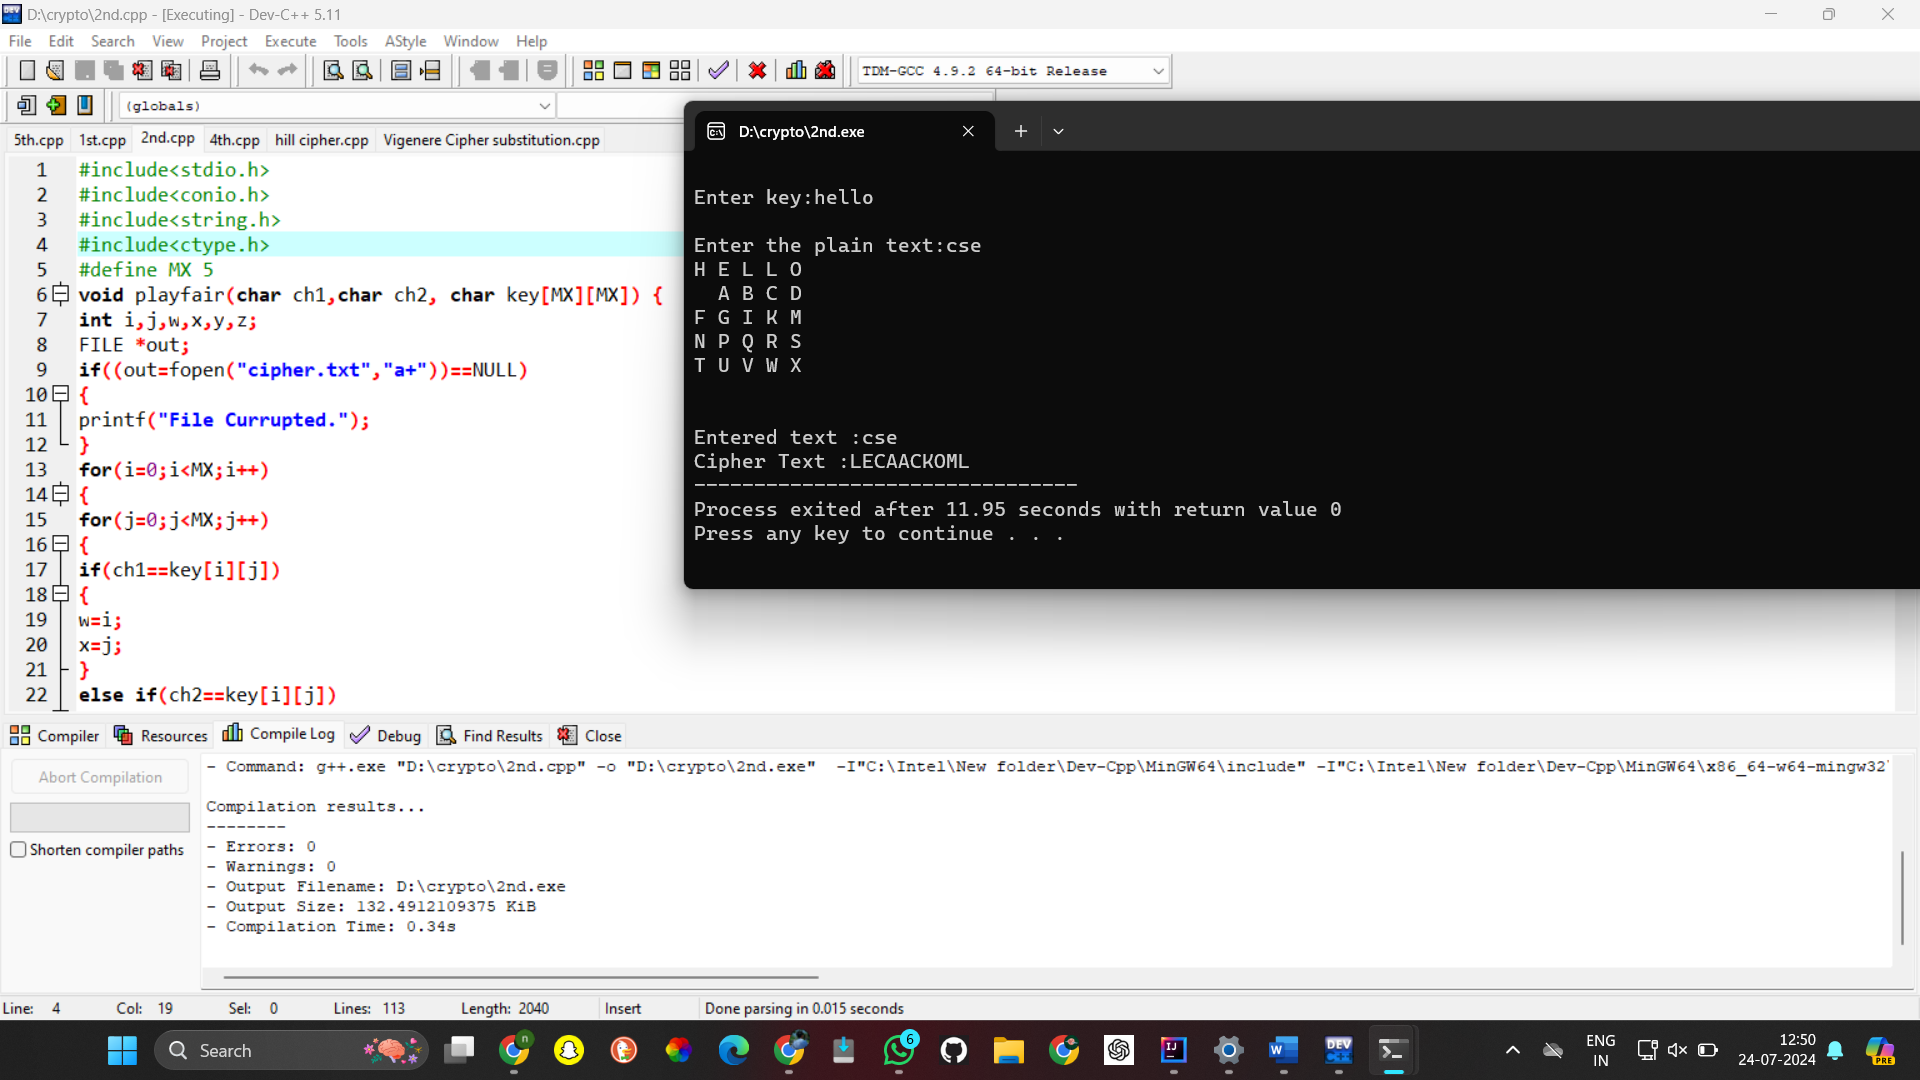 D:\crypto\2nd.cpp - [Executing] - Dev-C++ 5.11
File Edit Search View Project Execute Tools AStyle Window Help
TDM-GCC 4.9.2 64-bit Release
(globals)
5th.cpp 1st.cpp 2nd.cpp 4th.cpp hill cipher.cpp Vigenere Cipher substitution.cpp
1 #include<stdio.h>
2 #include<conio.h>
3 #include<string.h>
4 #include<ctype.h>
5 #define MX 5
6 void playfair(char ch1,char ch2, char key[MX][MX]) {
7 int i,j,w,x,y,z;
8 FILE *out;
9 if((out=fopen("cipher.txt","a+"))==NULL)
10 {
11 printf("File Currupted.");
12 }
13 for(i=0;i<MX;i++)
14 {
15 for(j=0;j<MX;j++)
16 {
17 if(ch1==key[i][j])
18 {
19 w=i;
20 x=j;
21 }
22 else if(ch2==key[i][j])
D:\crypto\2nd.exe
Enter key:hello
Enter the plain text:cse
H E L L O
A B C D
F G I K M
N P Q R S
T U V W X
Entered text :cse
Cipher Text :LECAACKOML
--------------------------------
Process exited after 11.95 seconds with return value 0
Press any key to continue . . .
Compiler Resources Compile Log Debug Find Results Close
Abort Compilation
Shorten compiler paths
- Command: g++.exe "D:\crypto\2nd.cpp" -o "D:\crypto\2nd.exe" -I"C:\Intel\New folder\Dev-Cpp\MinGW64\include" -I"C:\Intel\New folder\Dev-Cpp\MinGW64\x86_64-w64-mingw32
Compilation results...
--------
- Errors: 0
- Warnings: 0
- Output Filename: D:\crypto\2nd.exe
- Output Size: 132.4912109375 KiB
- Compilation Time: 0.34s
Line: 4 Col: 19 Sel: 0 Lines: 113 Length: 2040 Insert Done parsing in 0.015 seconds
Search
n
6
DEV
ENG
IN
12:50
24-07-2024
PRE